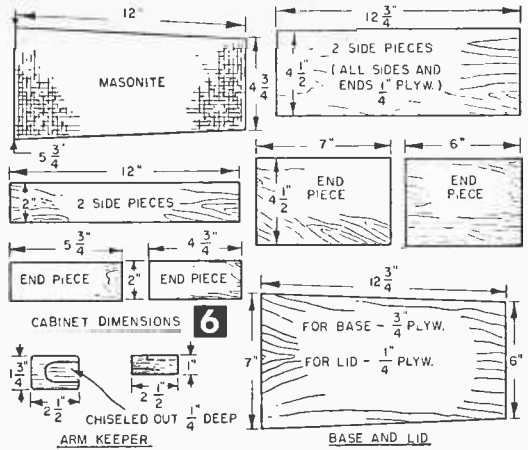 12"
MASONITE
4 3/4
5 3/4"
12 3/4"
2 SIDE PIECES
(ALL SIDES AND
ENDS 1/4" PLYW.)
4 1/2"
12"
2"
2 SIDE PIECES
7"
END
PIECE
4 1/2"
6"
END
PIECE
5 3/4"
END PIECE
2"
4 3/4"
END PIECE
CABINET DIMENSIONS 6
12 3/4"
FOR BASE - 3/4" PLYW.
FOR LID - 1/4" PLYW.
7"
6"
BASE AND LID
1 3/4"
2 1/2"
1"
2 1/2"
CHISELED OUT 1/4" DEEP
ARM KEEPER